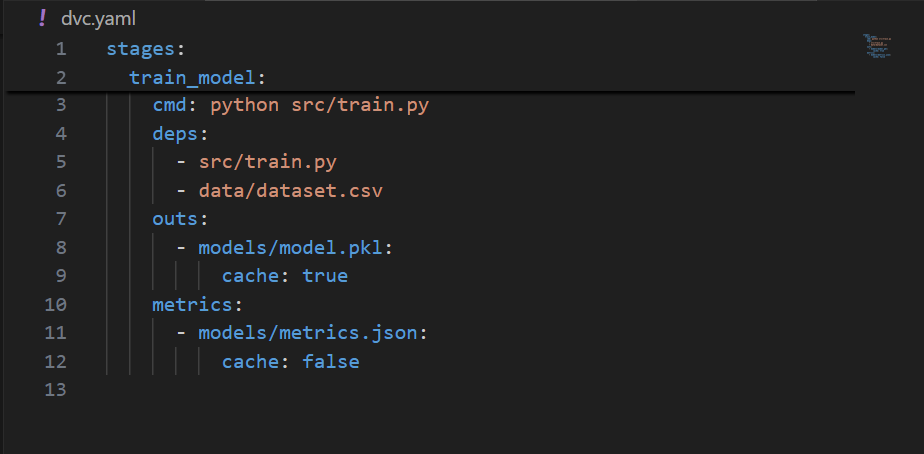 ! dvc.yaml
1 stages:
2   train_model:
3     cmd: python src/train.py
4     deps:
5       - src/train.py
6       - data/dataset.csv
7     outs:
8       - models/model.pkl:
9           cache: true
10     metrics:
11       - models/metrics.json:
12           cache: false
13